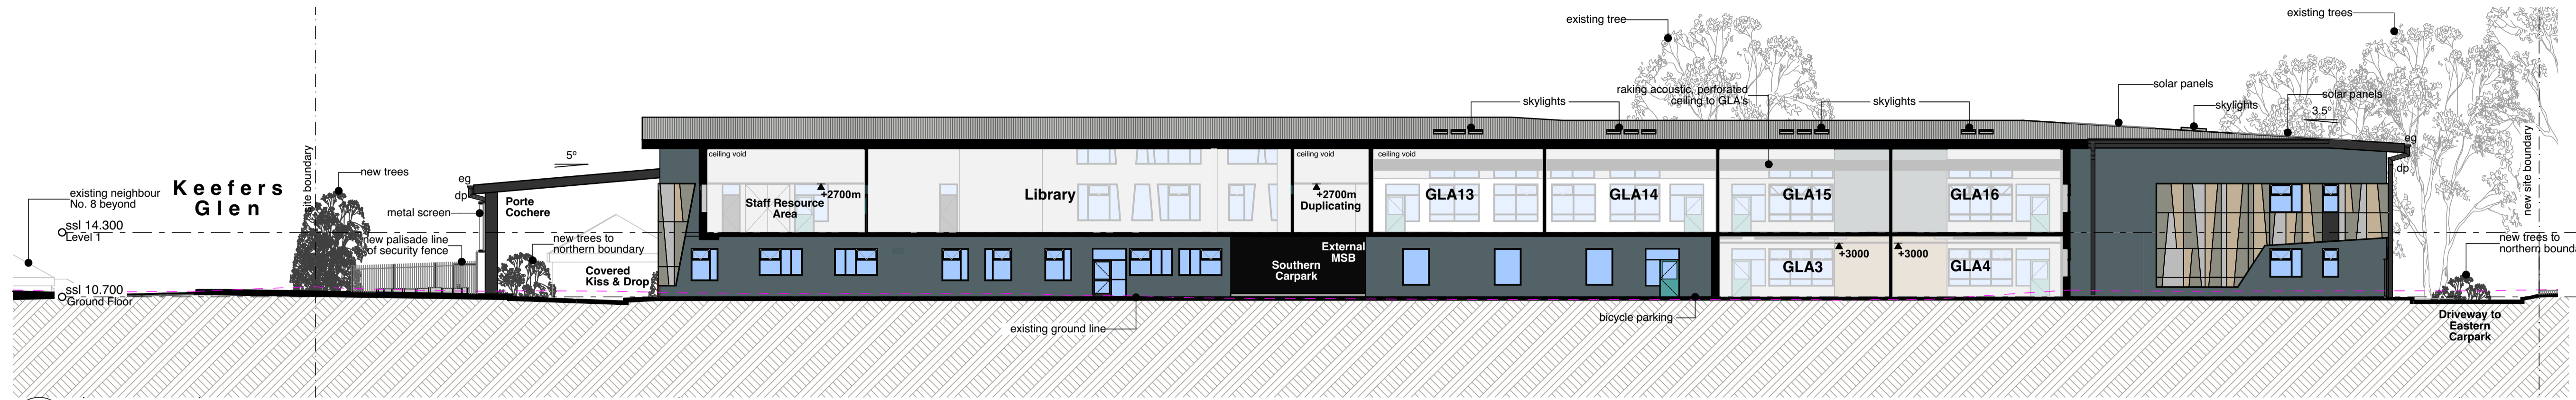 existing tree
existing trees
raking acoustic, perforated
ceiling to GLA's
skylights
skylights
solar panels
skylights
solar panels
3.5º
eg
dp
site boundary
new site boundary
existing neighbour
No. 8 beyond
Keefers
Glen
new trees
5º
eg
dp
metal screen
Porte
Cochere
ssl 14.300
Level 1
new palisade line
of security fence
new trees to
northern boundary
Covered
Kiss & Drop
ssl 10.700
Ground Floor
ceiling void
+2700m
Staff Resource
Area
Library
ceiling void
+2700m
Duplicating
ceiling void
GLA13
GLA14
GLA15
GLA16
External
MSB
Southern
Carpark
+3000
+3000
GLA3
GLA4
existing ground line
bicycle parking
new trees to
northern bounda
Driveway to
Eastern
Carpark